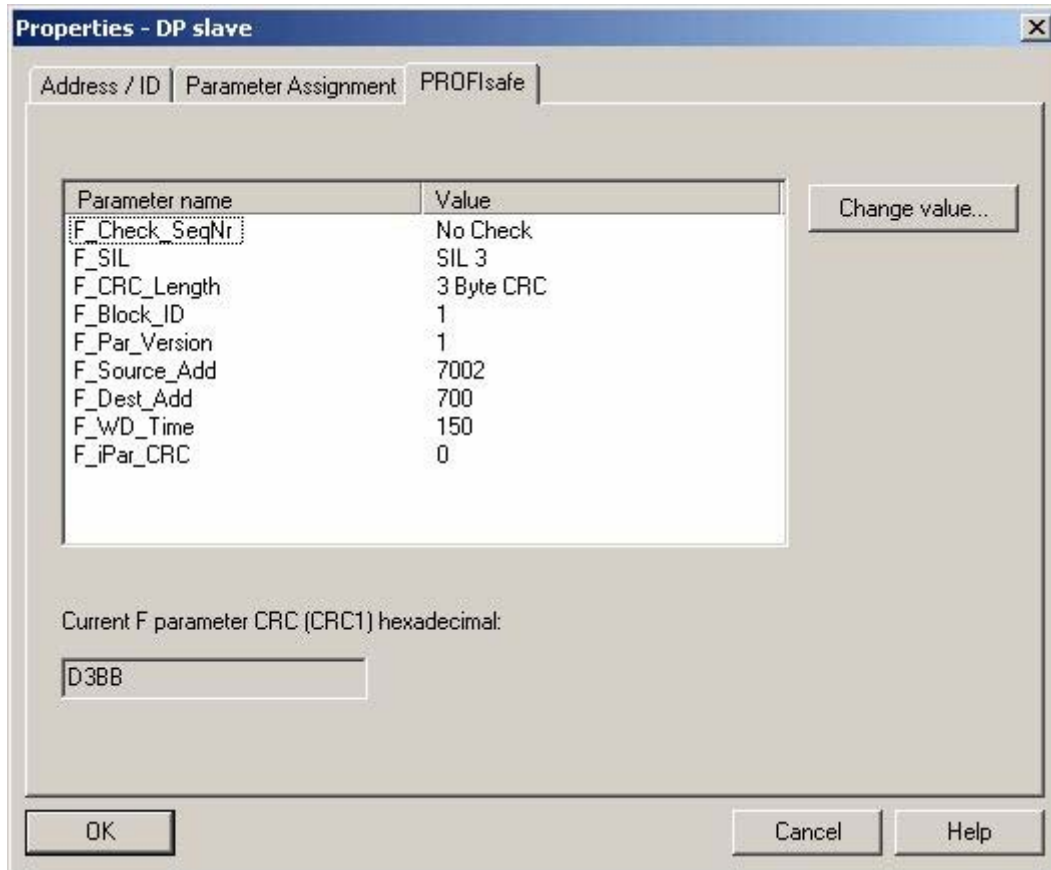 Properties - DP slave
Address / ID Parameter Assignment PROFIsafe
Parameter name Value
Change value...
F_Check_SeqNr No Check
F_SIL SIL 3
F_CRC_Length 3 Byte CRC
F_Block_ID 1
F_Par_Version 1
F_Source_Add 7002
F_Dest_Add 700
F_WD_Time 150
F_iPar_CRC 0
Current F parameter CRC (CRC1) hexadecimal:
D3BB
OK Cancel Help